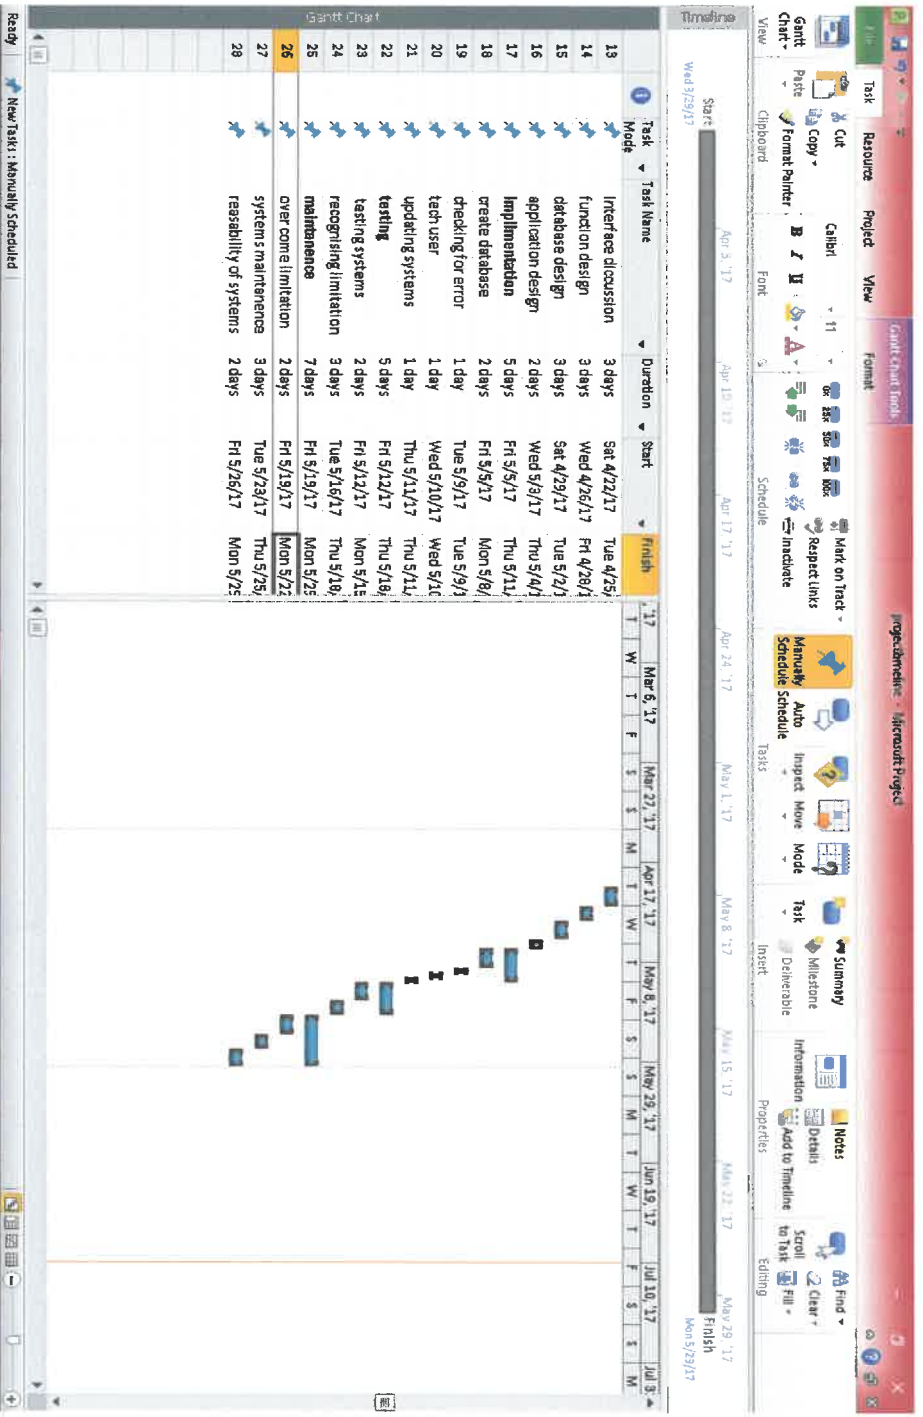 projecttimeline - Microsoft Project
Gantt Chart Tools
File Task Resource Project View Format
Gantt Chart
View
Paste
Cut
Copy
Format Painter
Clipboard
Calibri 11
B I U A
Font
0% 25% 50% 75% 100%
Mark on Track
Respect Links
Inactivate
Schedule
Manually Schedule
Auto Schedule
Inspect
Move
Mode
Tasks
Task
Summary
Milestone
Deliverable
Insert
Information
Notes
Details
Add to Timeline
Properties
Scroll to Task
Find
Clear
Fill
Editing
Timeline
Apr 3, '17 Apr 10, '17 Apr 17, '17 Apr 24, '17 May 1, '17 May 8, '17 May 15, '17 May 22, '17 May 29, '17
Start
Wed 3/29/17
Finish
Mon 5/29/17
Gantt Chart
Task Mode Task Name Duration Start Finish
, '17 Mar 6, '17 Mar 27, '17 Apr 17, '17 May 8, '17 May 29, '17 Jun 19, '17 Jul 10, '17 Jul 3
T W T F S S M T W T F S S M T W T F S S M
13 interface dicussion 3 days Sat 4/22/17 Tue 4/25/
14 function design 3 days Wed 4/26/17 Fri 4/28/1
15 database design 3 days Sat 4/29/17 Tue 5/2/1
16 application design 2 days Wed 5/3/17 Thu 5/4/1
17 implimentation 5 days Fri 5/5/17 Thu 5/11/
18 create database 2 days Fri 5/5/17 Mon 5/8/
19 checking for error 1 day Tue 5/9/17 Tue 5/9/1
20 tech user 1 day Wed 5/10/17 Wed 5/10
21 updating systems 1 day Thu 5/11/17 Thu 5/11/
22 testing 5 days Fri 5/12/17 Thu 5/18/
23 testing systems 2 days Fri 5/12/17 Mon 5/15
24 recognising limitation 3 days Tue 5/16/17 Thu 5/18/
25 maintanence 7 days Fri 5/19/17 Mon 5/29
26 over come limitation 2 days Fri 5/19/17 Mon 5/22
27 systems maintanence 3 days Tue 5/23/17 Thu 5/25/
28 reasability of systems 2 days Fri 5/26/17 Mon 5/29
Ready New Tasks : Manually Scheduled